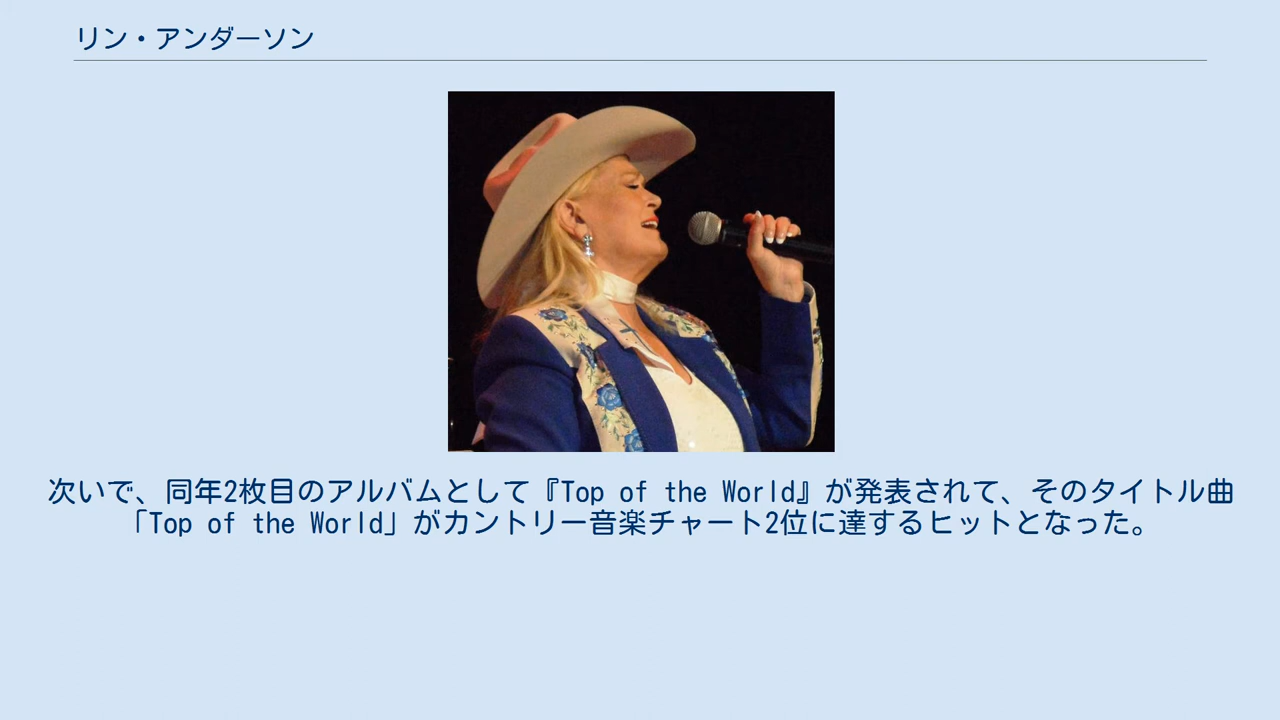 リン・アンダーソン
次いで、同年2枚目のアルバムとして『Top of the World』が発表されて、そのタイトル曲
「Top of the World」がカントリー音楽チャート2位に達するヒットとなった。